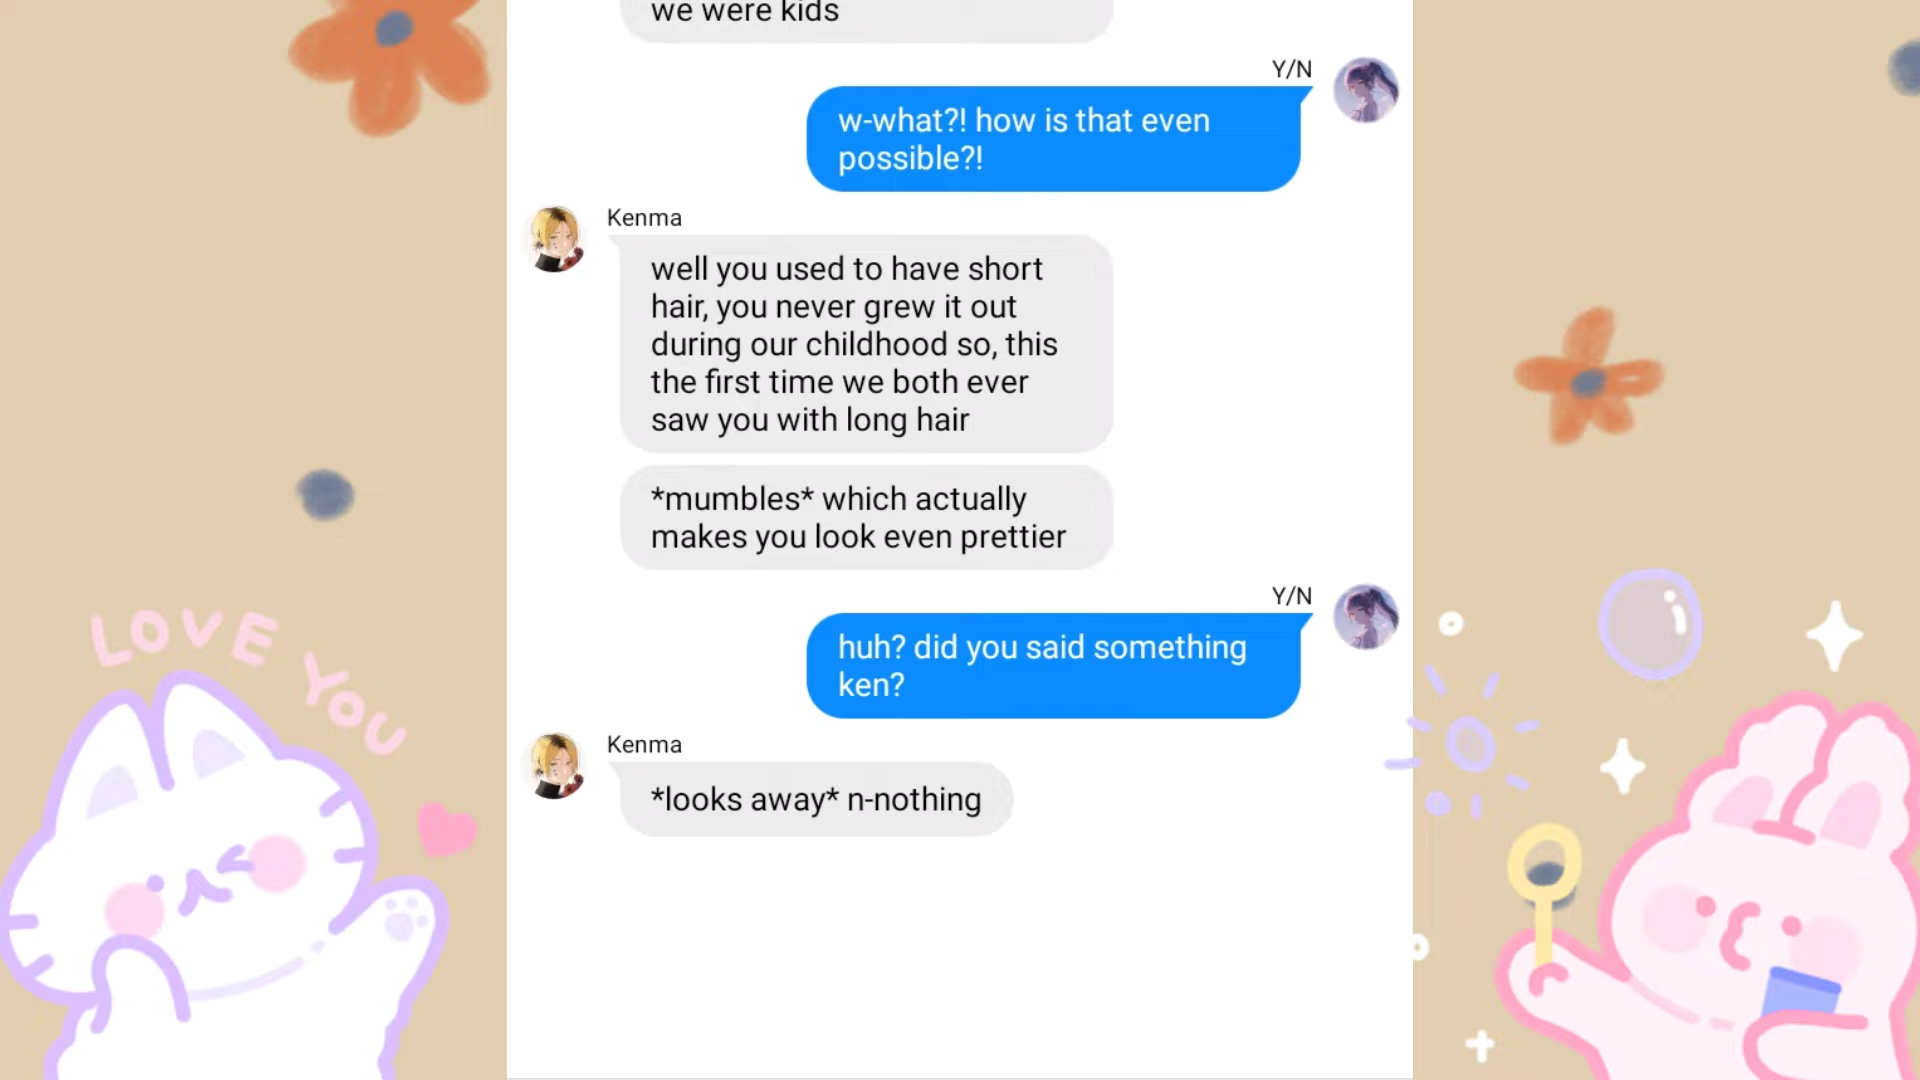 we were kids
Y/N
w-what?! how is that even
possible?!
Kenma
well you used to have short
hair, you never grew it out
during our childhood so, this
the first time we both ever
saw you with long hair
*mumbles* which actually
makes you look even prettier
Y/N
huh? did you said something
ken?
Kenma
*looks away* n-nothing
LOVE
YOU